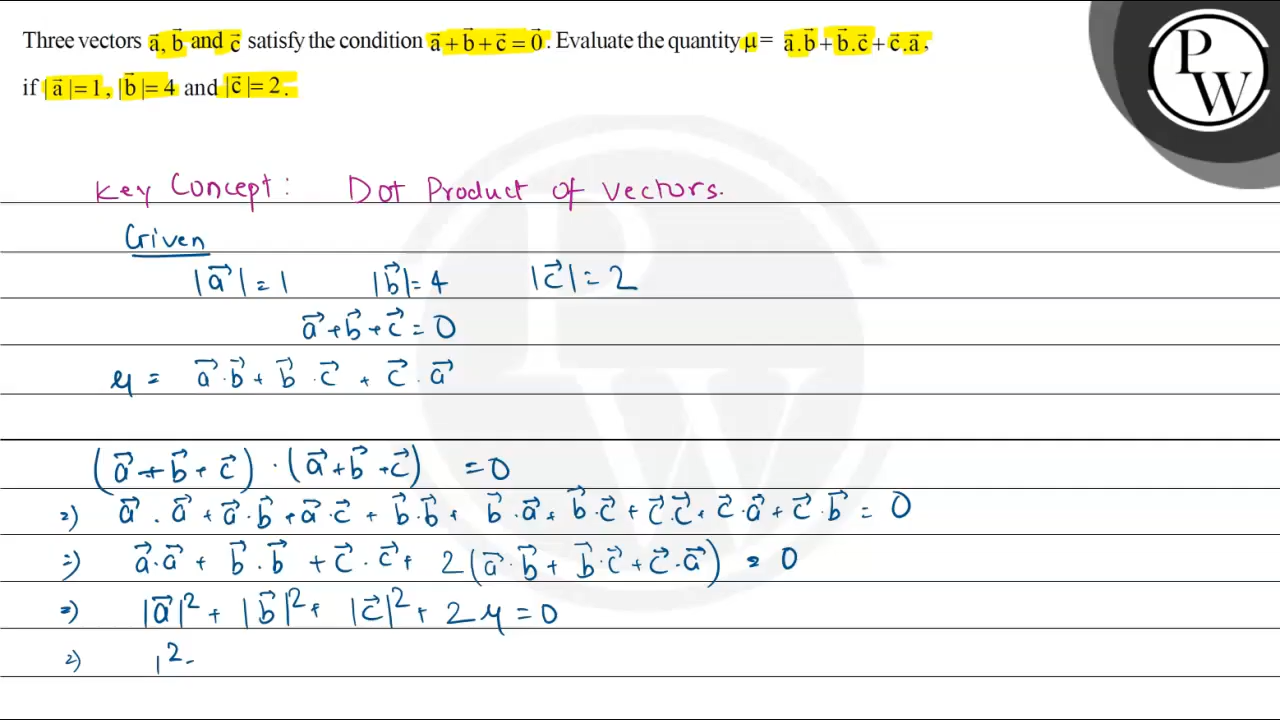 Three vectors a⃗, b⃗ and c⃗ satisfy the condition a⃗ + b⃗ + c⃗ = 0⃗. Evaluate the quantity μ = a⃗.b⃗ + b⃗.c⃗ + c⃗.a⃗,
if |a⃗| = 1, |b⃗| = 4 and |c⃗| = 2.
PW
Key Concept: Dot Product of Vectors.
Given
|a⃗| = 1 |b⃗| = 4 |c⃗| = 2
a⃗ + b⃗ + c⃗ = 0
μ = a⃗·b⃗ + b⃗·c⃗ + c⃗·a⃗
(a⃗ + b⃗ + c⃗)·(a⃗ + b⃗ + c⃗) = 0
⇒ a⃗·a⃗ + a⃗·b⃗ + a⃗·c⃗ + b⃗·b⃗ + b⃗·a⃗ + b⃗·c⃗ + c⃗·c⃗ + c⃗·a⃗ + c⃗·b⃗ = 0
⇒ a⃗·a⃗ + b⃗·b⃗ + c⃗·c⃗ + 2(a⃗·b⃗ + b⃗·c⃗ + c⃗·a⃗) = 0
⇒ |a⃗|² + |b⃗|² + |c⃗|² + 2μ = 0
⇒ 1² -